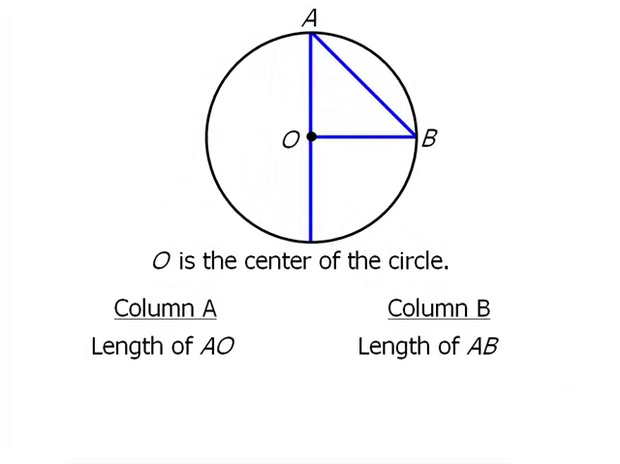 A
O
B
O is the center of the circle.
Column A Column B
Length of AO Length of AB